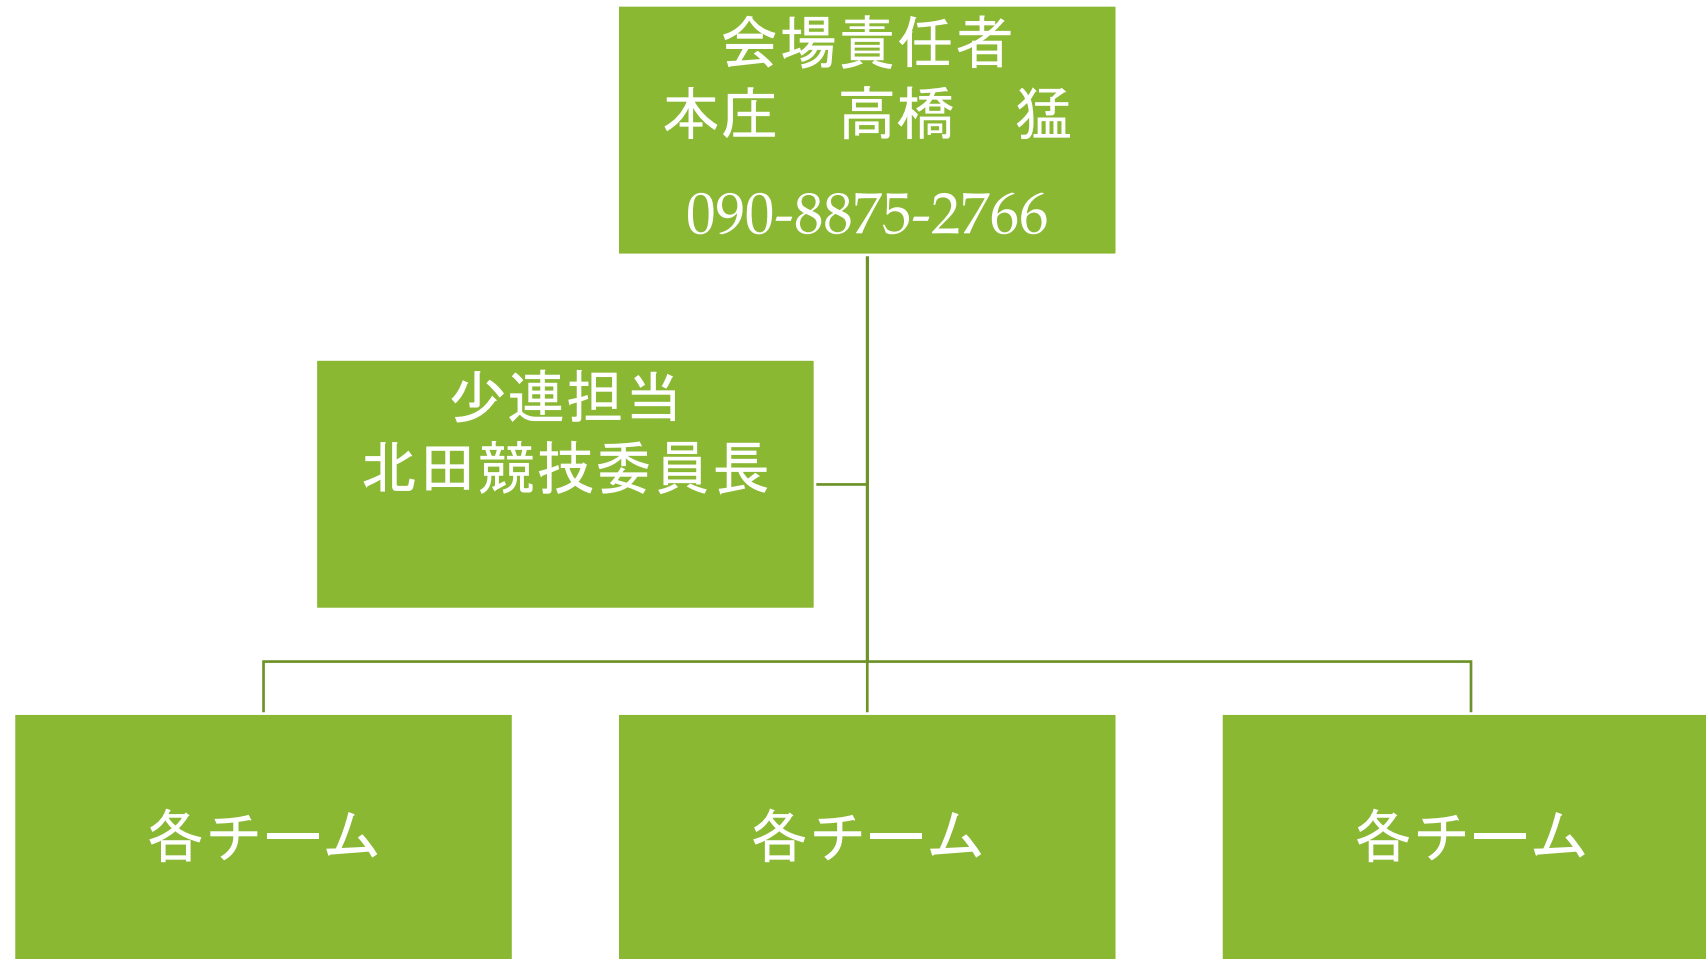 会場責任者
本庄　高橋　猛
090-8875-2766
少連担当
北田競技委員長
各チーム
各チーム
各チーム